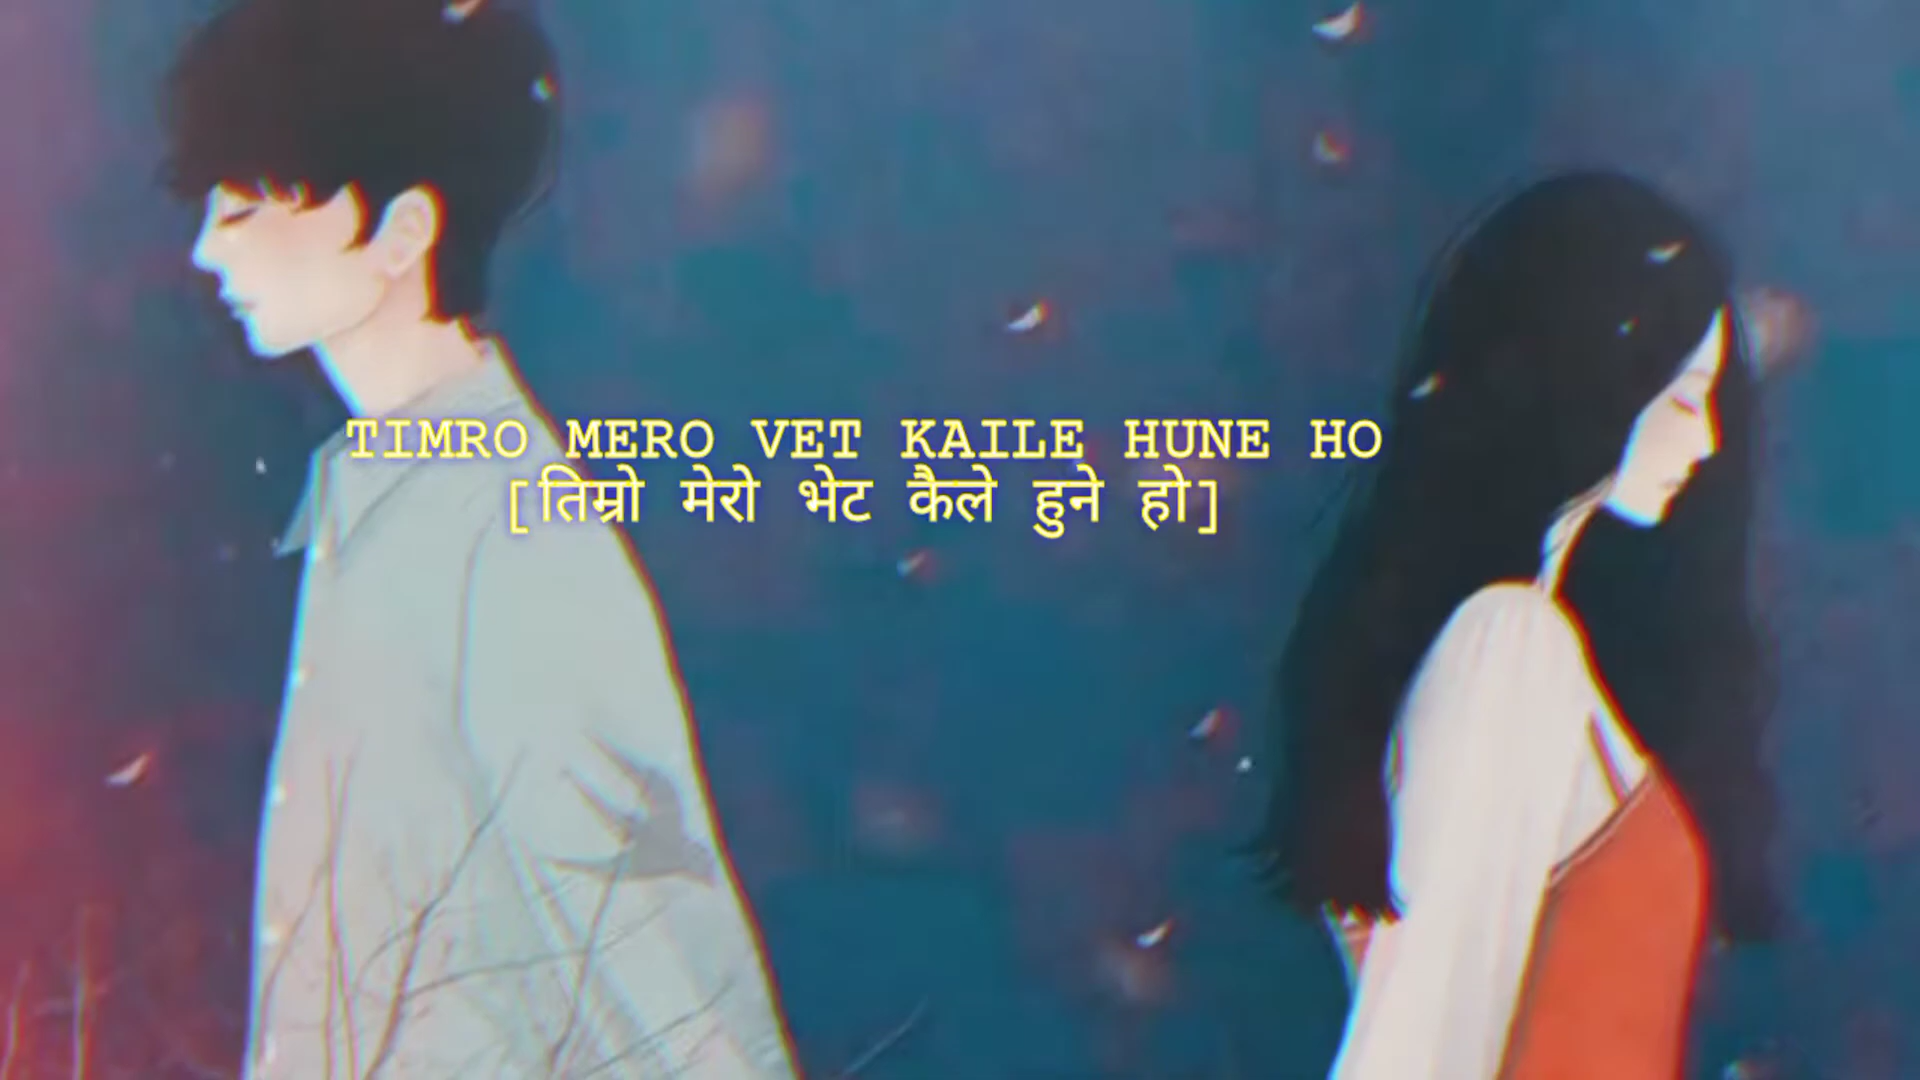 TIMRO MERO VET KAILE HUNE HO
[तिम्रो मेरो भेट कैले हुने हो]